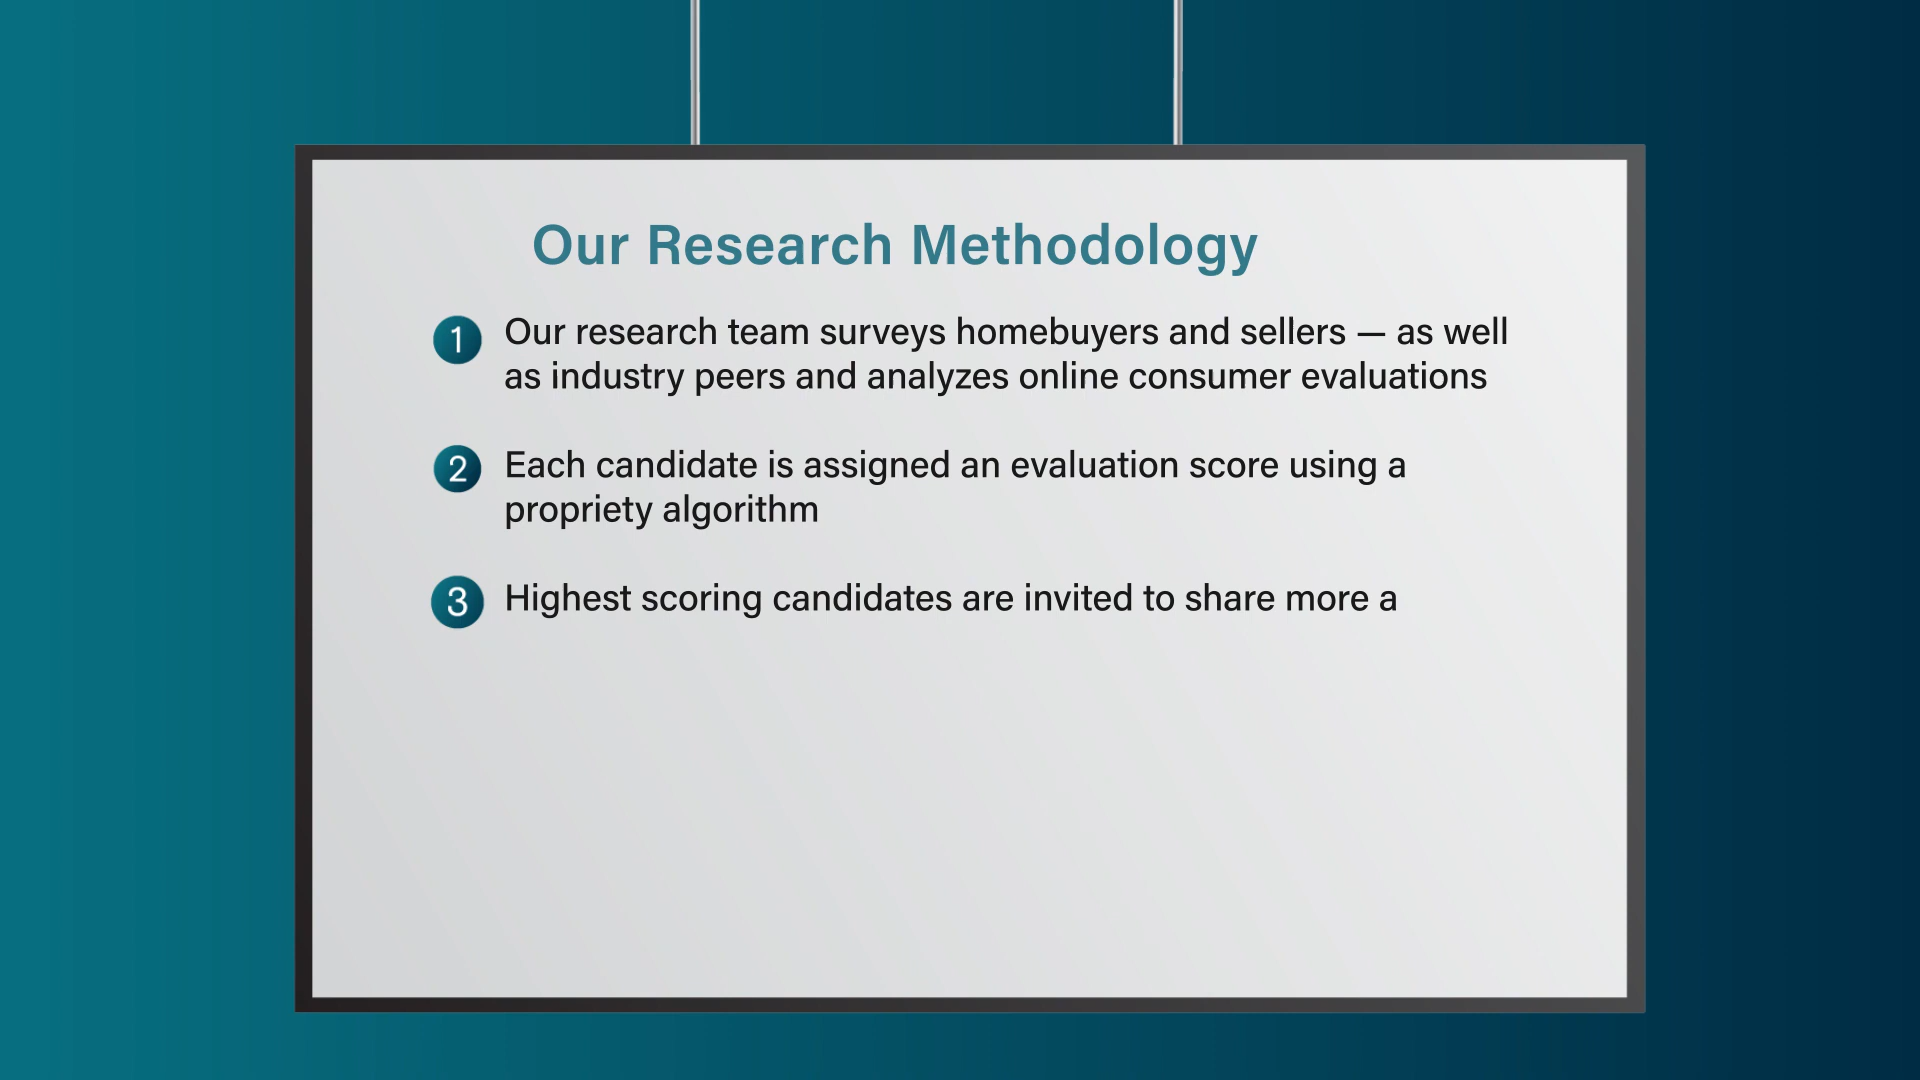 Our Research Methodology
1 Our research team surveys homebuyers and sellers — as well
as industry peers and analyzes online consumer evaluations
2 Each candidate is assigned an evaluation score using a
propriety algorithm
3 Highest scoring candidates are invited to share more a